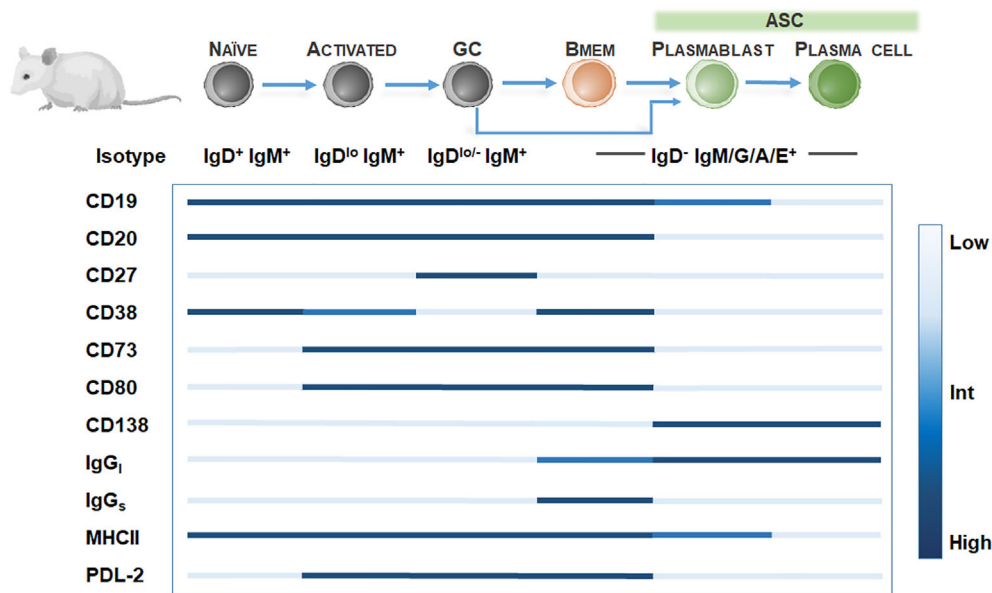 ASC
NAÏVE ACTIVATED GC BMEM PLASMABLAST PLASMA CELL
Isotype IgD⁺ IgM⁺ IgDˡᵒ IgM⁺ IgDˡᵒ/⁻ IgM⁺ IgD⁻ IgM/G/A/E⁺
CD19
CD20
CD27
CD38
CD73
CD80
CD138
IgGₗ
IgGₛ
MHCII
PDL-2
Low
Int
High